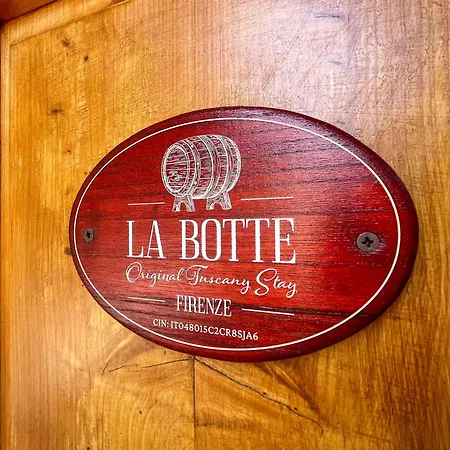 LA BOTTE
Original Tuscany Stay
FIRENZE
CIN: IT048015C2CR8SJA6